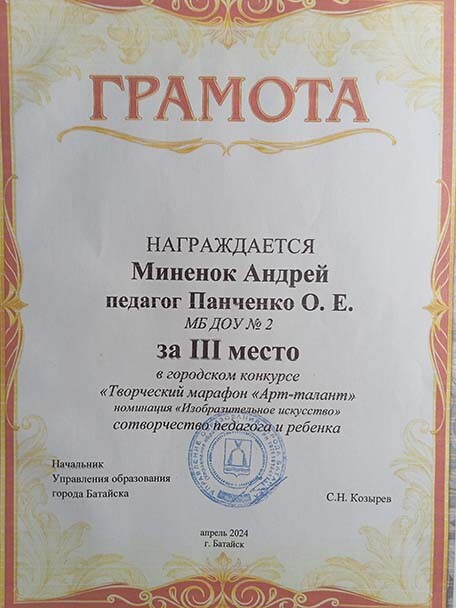 ГРАМОТА
НАГРАЖДАЕТСЯ
Миненок Андрей
педагог Панченко О. Е.
МБ ДОУ № 2
за III место
в городском конкурсе
«Творческий марафон «Арт-талант»
номинация «Изобразительное искусство»
сотворчество педагога и ребенка
Начальник
Управления образования
города Батайска
С.Н. Козырев
апрель 2024
г. Батайск